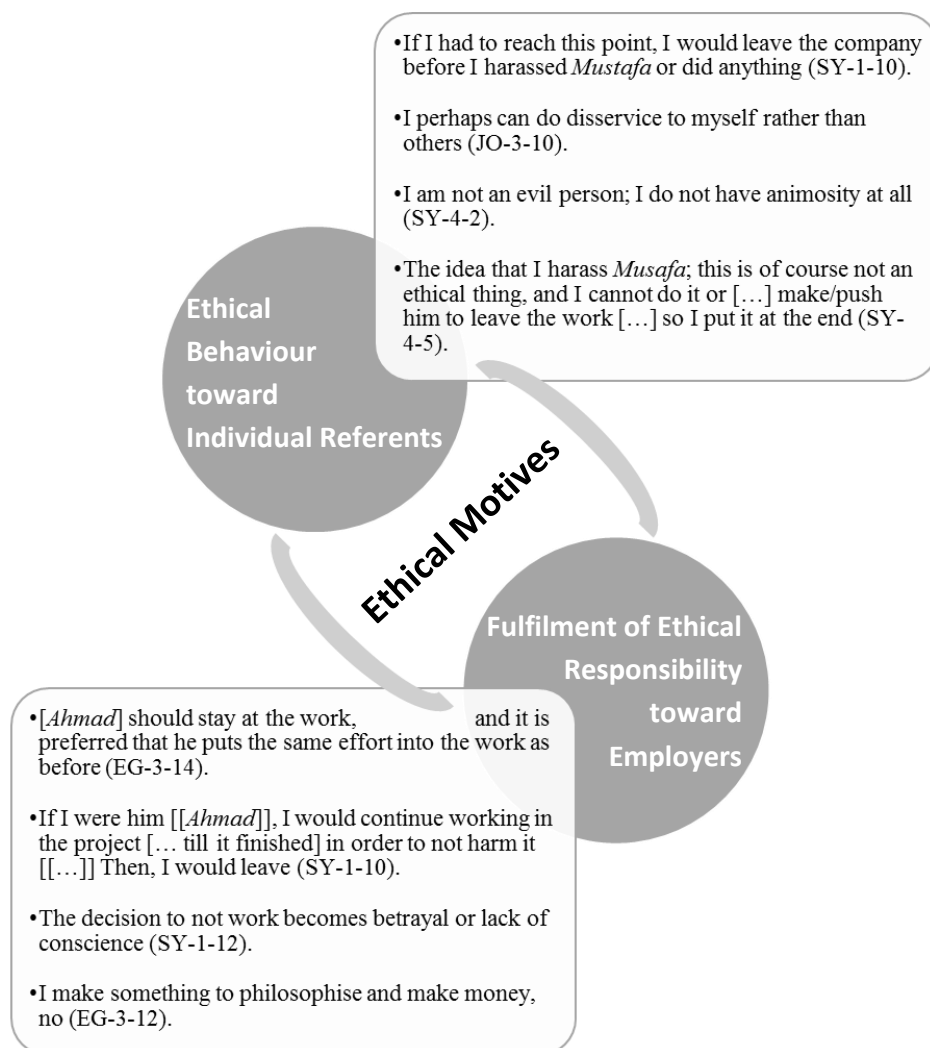 •If I had to reach this point, I would leave the company
before I harassed Mustafa or did anything (SY-1-10).
•I perhaps can do disservice to myself rather than
others (JO-3-10).
•I am not an evil person; I do not have animosity at all
(SY-4-2).
•The idea that I harass Musafa; this is of course not an
ethical thing, and I cannot do it or […] make/push
him to leave the work […] so I put it at the end (SY-
4-5).
Ethical
Behaviour
toward
Individual Referents
Ethical Motives
Fulfilment of Ethical
Responsibility
toward
Employers
•[Ahmad] should stay at the work, and it is
preferred that he puts the same effort into the work as
before (EG-3-14).
•If I were him [[Ahmad]], I would continue working in
the project [… till it finished] in order to not harm it
[[…]] Then, I would leave (SY-1-10).
•The decision to not work becomes betrayal or lack of
conscience (SY-1-12).
•I make something to philosophise and make money,
no (EG-3-12).